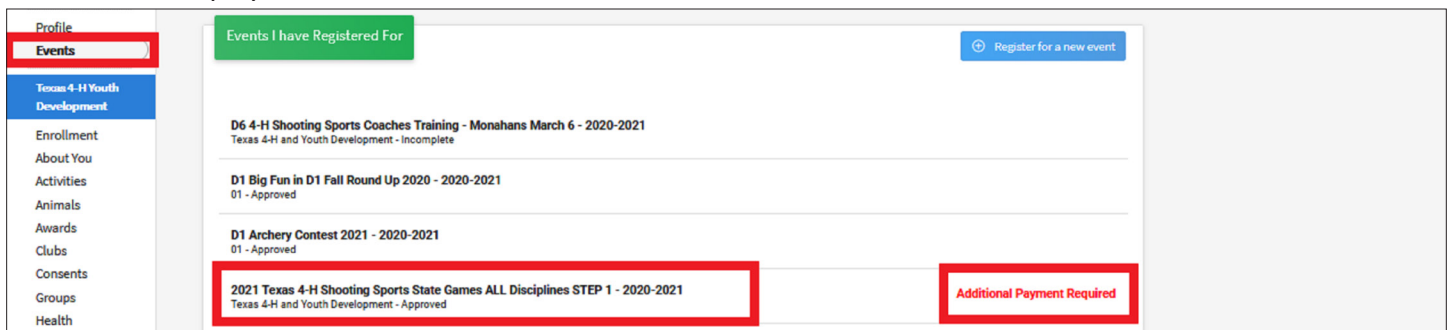 Profile
Events
Texas 4-H Youth
Development
Enrollment
About You
Activities
Animals
Awards
Clubs
Consents
Groups
Health
Events I have Registered For
Register for a new event
D6 4-H Shooting Sports Coaches Training - Monahans March 6 - 2020-2021
Texas 4-H and Youth Development - Incomplete
D1 Big Fun in D1 Fall Round Up 2020 - 2020-2021
01 - Approved
D1 Archery Contest 2021 - 2020-2021
01 - Approved
2021 Texas 4-H Shooting Sports State Games ALL Disciplines STEP 1 - 2020-2021
Texas 4-H and Youth Development - Approved
Additional Payment Required